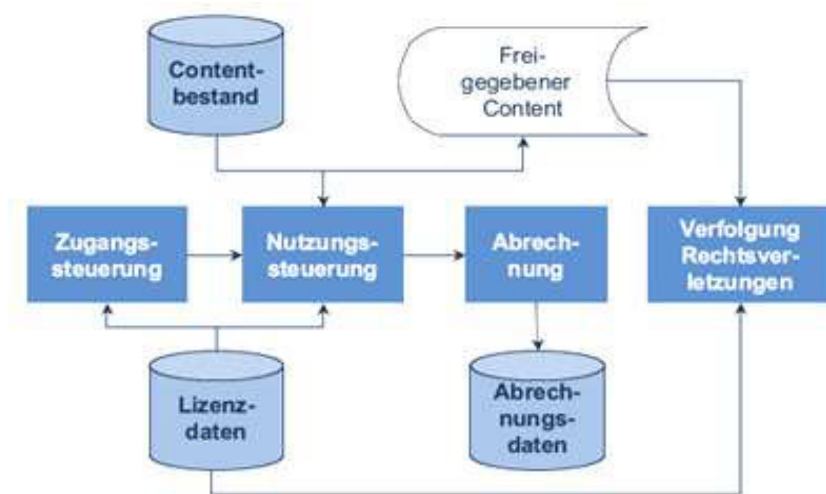 Content-
bestand
Frei-
gegebener
Content
Zugangs-
steuerung
Nutzungs-
steuerung
Abrech-
nung
Verfolgung
Rechtsver-
letzungen
Lizenz-
daten
Abrech-
nungs-
daten